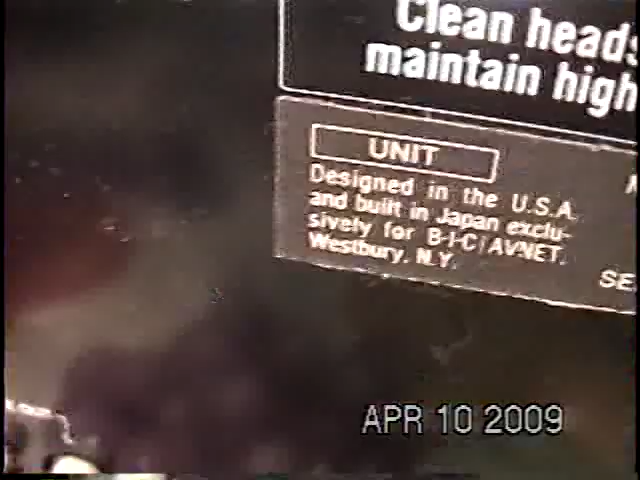 Clean heads
maintain high
UNIT
Designed in the U.S.A.
and built in Japan exclu-
sively for B·I·C/AVNET,
Westbury, N.Y.
SE
APR 10 2009